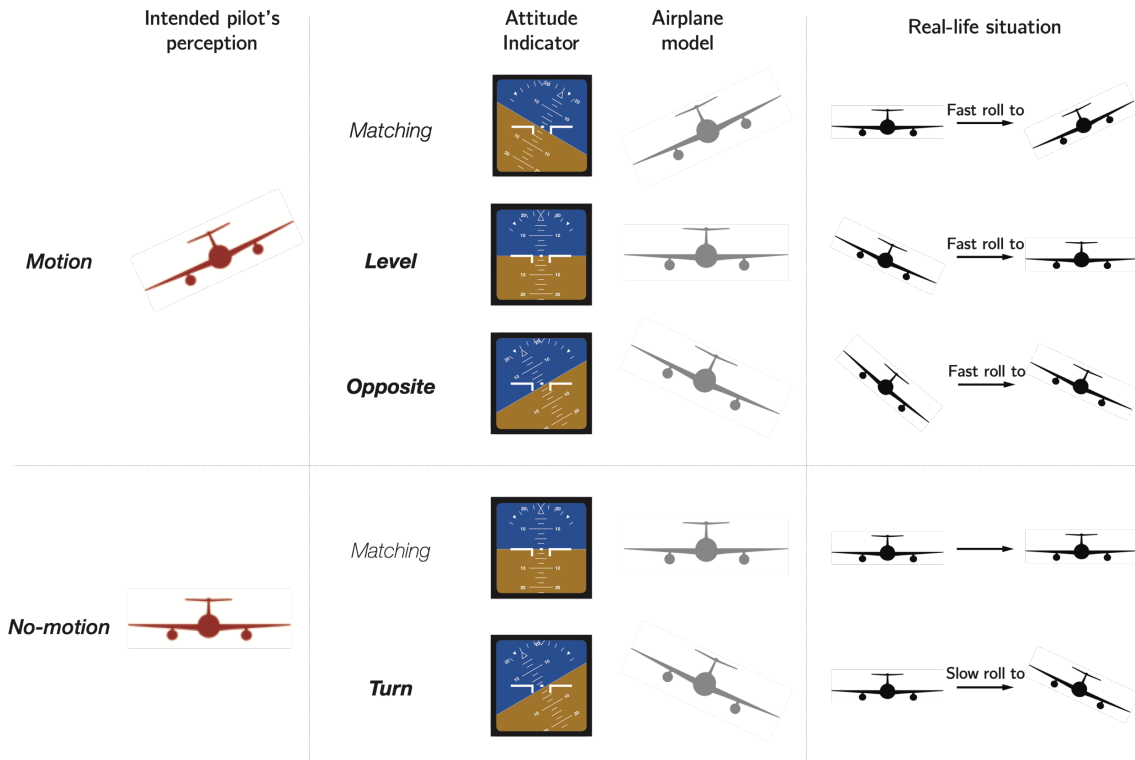 Intended pilot's
perception
Attitude
Indicator
Airplane
model
Real-life situation
Matching
Fast roll to
Motion
Level
Fast roll to
Opposite
Fast roll to
Matching
No-motion
Turn
Slow roll to